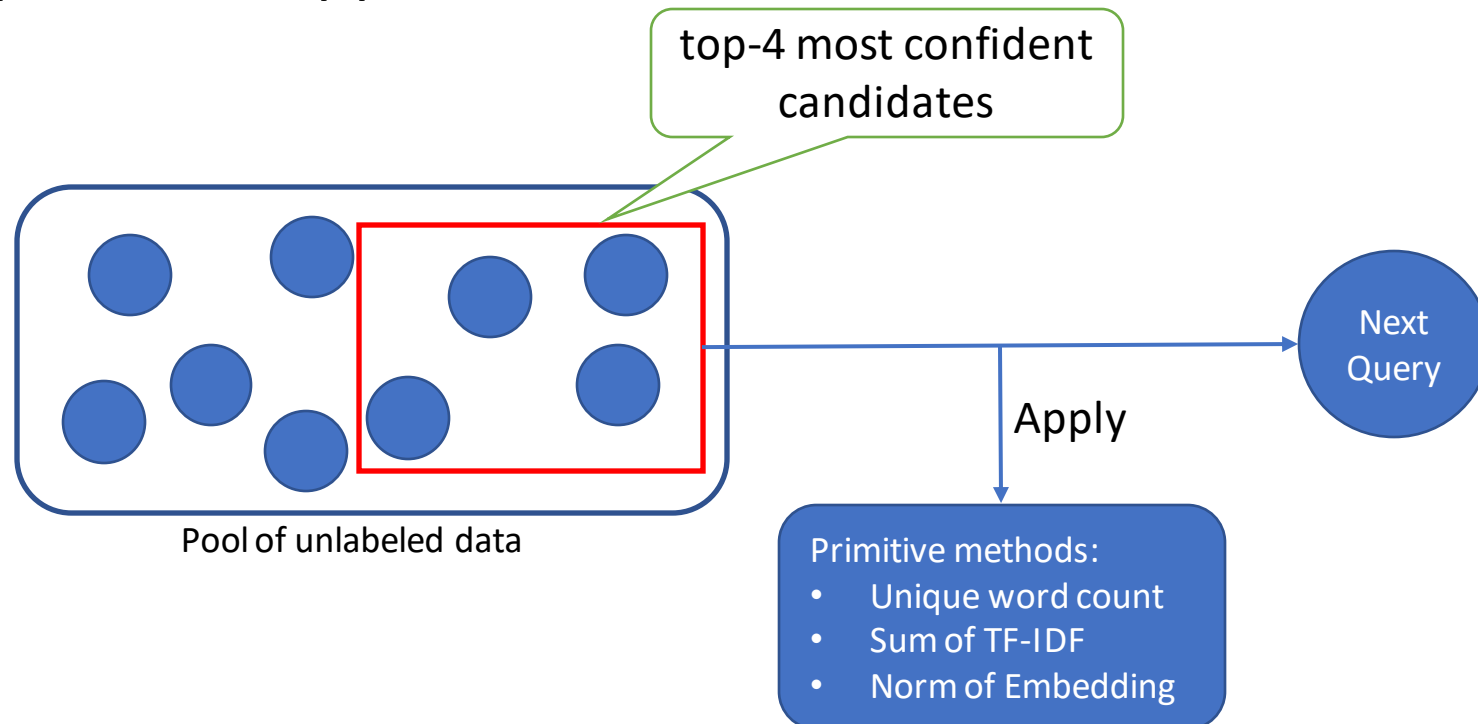 top-4 most confident
candidates
Next
Query
Apply
Pool of unlabeled data
Primitive methods:
• Unique word count
• Sum of TF-IDF
• Norm of Embedding